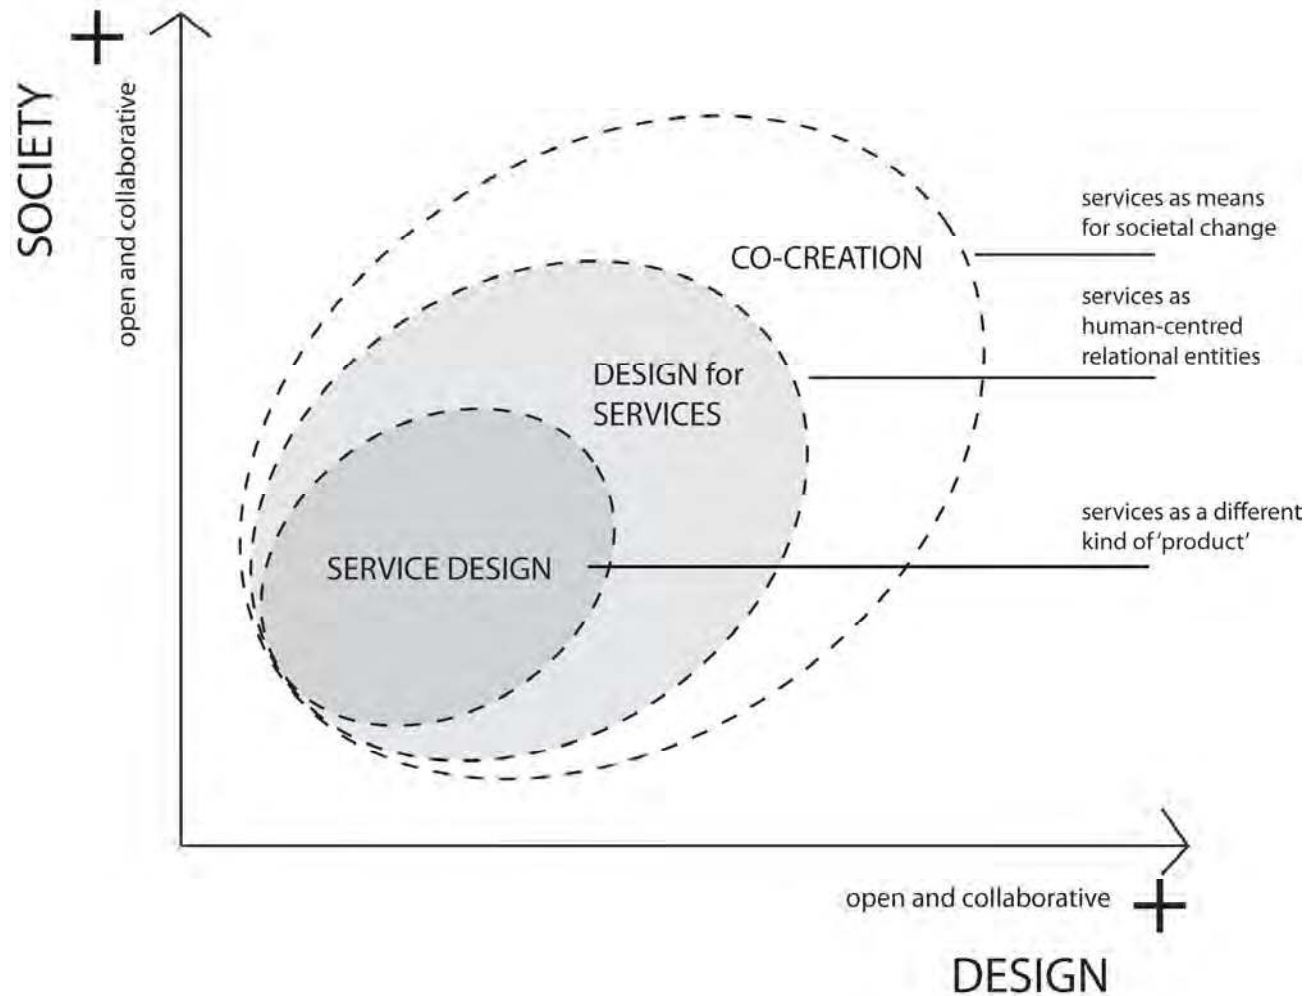 +
SOCIETY
open and collaborative
services as means
for societal change
CO-CREATION
services as
human-centred
relational entities
DESIGN for
SERVICES
services as a different
kind of 'product'
SERVICE DESIGN
open and collaborative +
DESIGN